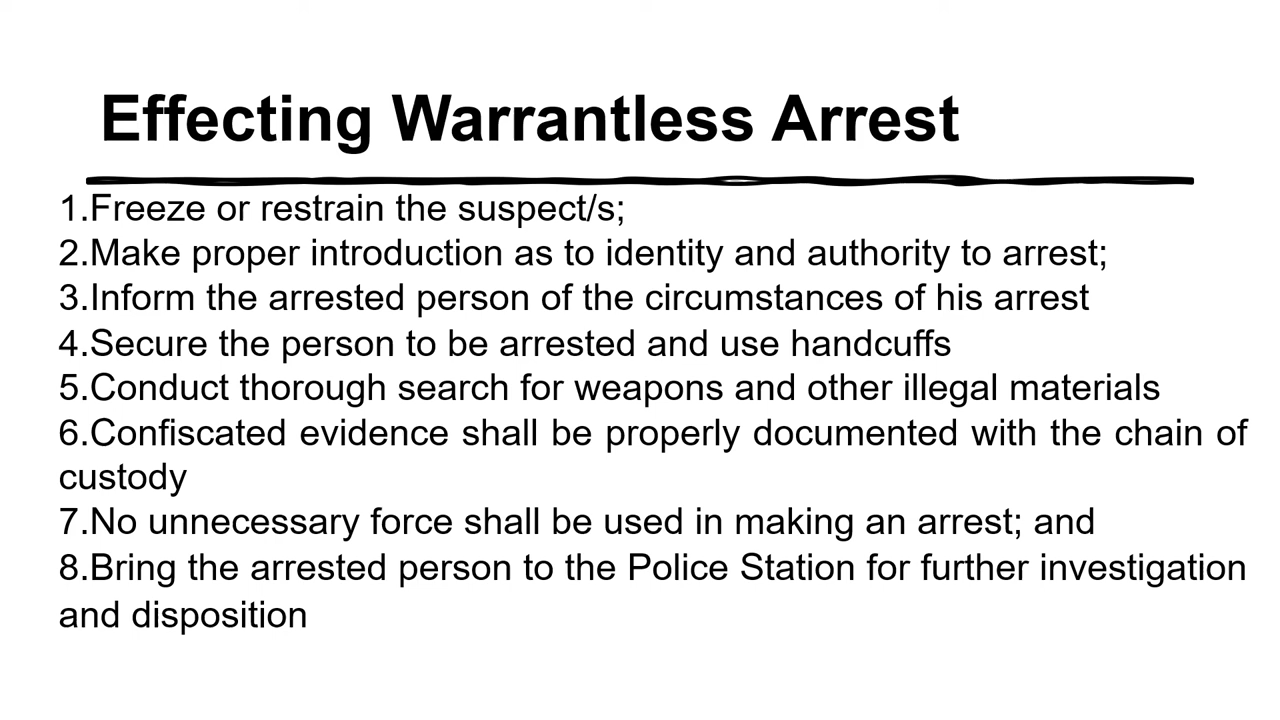 Effecting Warrantless Arrest
1.Freeze or restrain the suspect/s;
2.Make proper introduction as to identity and authority to arrest;
3.Inform the arrested person of the circumstances of his arrest
4.Secure the person to be arrested and use handcuffs
5.Conduct thorough search for weapons and other illegal materials
6.Confiscated evidence shall be properly documented with the chain of
custody
7.No unnecessary force shall be used in making an arrest; and
8.Bring the arrested person to the Police Station for further investigation
and disposition